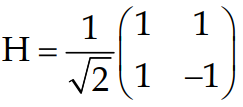 H = 1/√2 (1 1
1 -1)